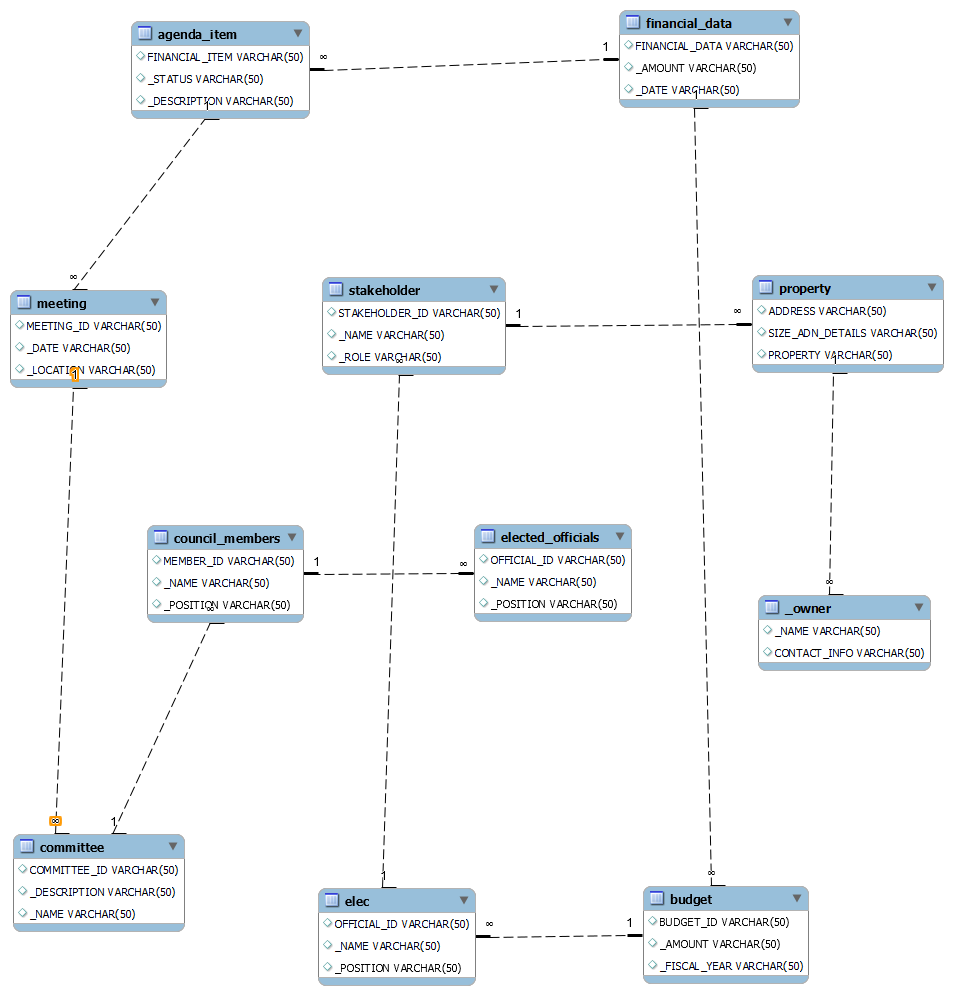 agenda_item
FINANCIAL_ITEM VARCHAR(50)
_STATUS VARCHAR(50)
_DESCRIPTION VARCHAR(50)
1
∞
1
financial_data
FINANCIAL_DATA VARCHAR(50)
_AMOUNT VARCHAR(50)
_DATE VARCHAR(50)
1
∞
meeting
MEETING_ID VARCHAR(50)
_DATE VARCHAR(50)
_LOCATION VARCHAR(50)
1
stakeholder
STAKEHOLDER_ID VARCHAR(50)
_NAME VARCHAR(50)
_ROLE VARCHAR(50)
∞
1
∞
property
ADDRESS VARCHAR(50)
SIZE_ADN_DETAILS VARCHAR(50)
PROPERTY VARCHAR(50)
1
council_members
MEMBER_ID VARCHAR(50)
_NAME VARCHAR(50)
_POSITION VARCHAR(50)
∞
1
∞
elected_officials
OFFICIAL_ID VARCHAR(50)
_NAME VARCHAR(50)
_POSITION VARCHAR(50)
∞
_owner
_NAME VARCHAR(50)
CONTACT_INFO VARCHAR(50)
∞
1
committee
COMMITTEE_ID VARCHAR(50)
_DESCRIPTION VARCHAR(50)
_NAME VARCHAR(50)
1
elec
OFFICIAL_ID VARCHAR(50)
_NAME VARCHAR(50)
_POSITION VARCHAR(50)
∞
1
∞
budget
BUDGET_ID VARCHAR(50)
_AMOUNT VARCHAR(50)
_FISCAL_YEAR VARCHAR(50)